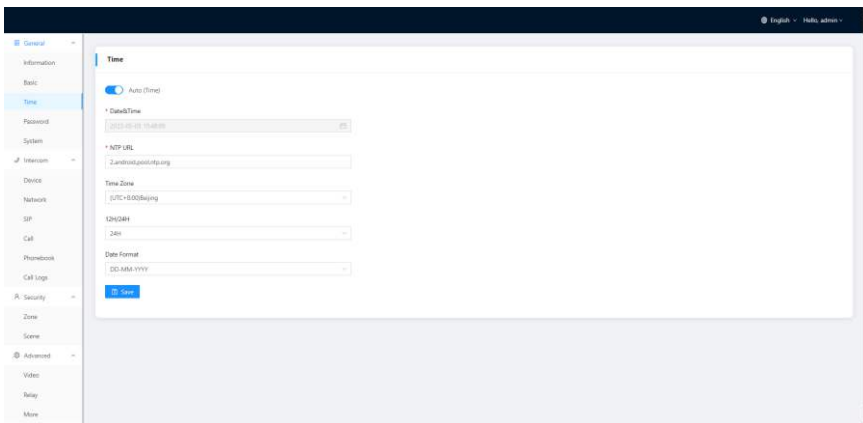 English Hello, admin
General
Information
Basic
Time
Password
System
Intercom
Device
Network
SIP
Call
Phonebook
Call Logs
Security
Zone
Scene
Advanced
Video
Relay
More
Time
Auto (Time)
* Date&Time
* NTP URL
2.android.pool.ntp.org
Time Zone
(UTC+8:00)Beijing
12H/24H
24H
Date Format
DD-MM-YYYY
Save